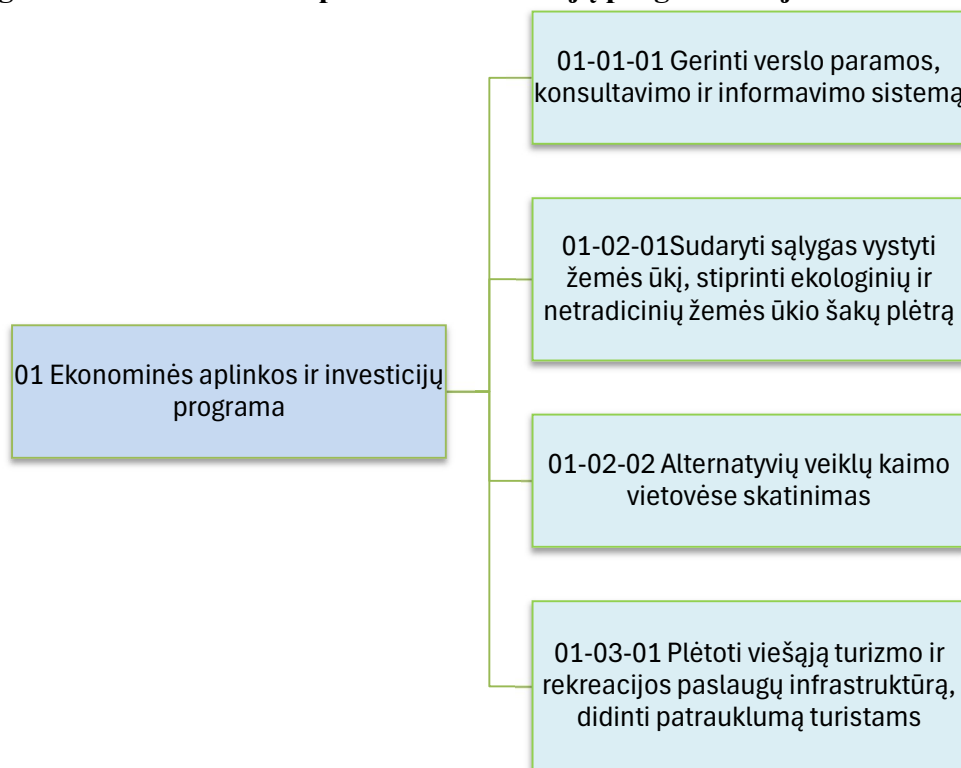 01-01-01 Gerinti verslo paramos,
konsultavimo ir informavimo sistemą
01-02-01Sudaryti sąlygas vystyti
žemės ūkį, stiprinti ekologinių ir
netradicinių žemės ūkio šakų plėtrą
01 Ekonominės aplinkos ir investicijų
programa
01-02-02 Alternatyvių veiklų kaimo
vietovėse skatinimas
01-03-01 Plėtoti viešąją turizmo ir
rekreacijos paslaugų infrastruktūrą,
didinti patrauklumą turistams